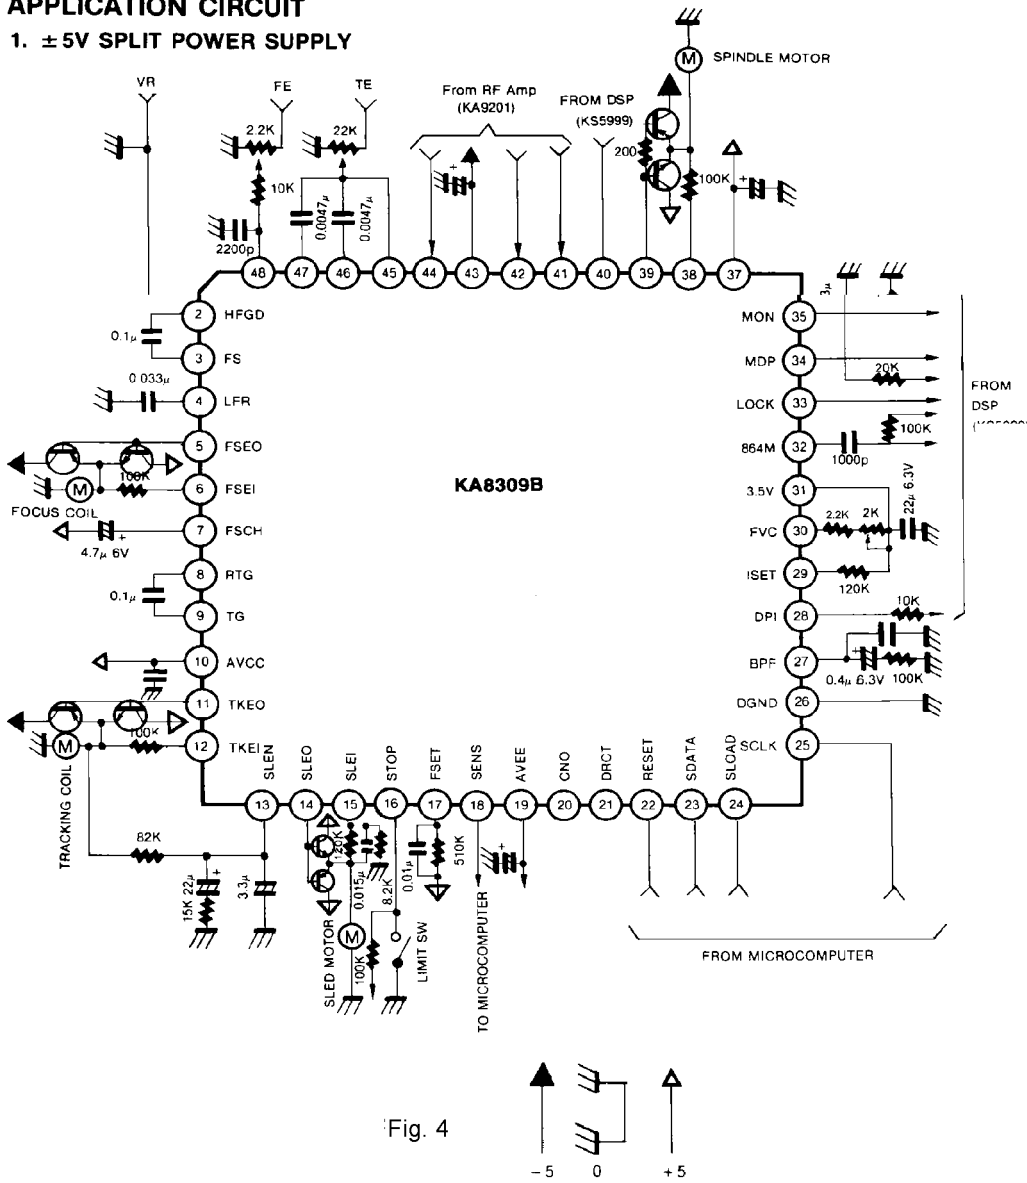 APPLICATION CIRCUIT
1. ±5V SPLIT POWER SUPPLY
VR
FE
TE
From RF Amp
(KA9201)
FROM DSP
(KS5999)
SPINDLE MOTOR
M
2.2K
22K
10K
2200p
0.0047μ
0.0047μ
+
200
100K
+
48
47
46
45
44
43
42
41
40
39
38
37
3μ
2 HFGD
0.1μ
3 FS
0.033μ
4 LFR
5 FSEO
100K
6 FSEI
M
FOCUS COIL
7 FSCH
4.7μ 6V
+
8 RTG
0.1μ
9 TG
10 AVCC
11 TKEO
100K
12 TKEI
M
TRACKING COIL
KA8309B
MON 35
MDP 34
20K
LOCK 33
100K
864M 32
1000p
3.5V 31
22μ 6.3V
FVC 30
2.2K
2K
ISET 29
120K
DPI 28
10K
BPF 27
+
0.4μ 6.3V
100K
DGND 26
SCLK 25
FROM
DSP
SLEN
SLEO
SLEI
STOP
FSET
SENS
AVEE
CNO
DRCT
RESET
SDATA
SLOAD
13
14
15
16
17
18
19
20
21
22
23
24
82K
15K 22μ
+
3.3μ
120K
0.015μ
8.2K
0.01μ
510K
+
SLED MOTOR
M
100K
LIMIT SW
TO MICROCOMPUTER
FROM MICROCOMPUTER
Fig. 4
−5
0
+5